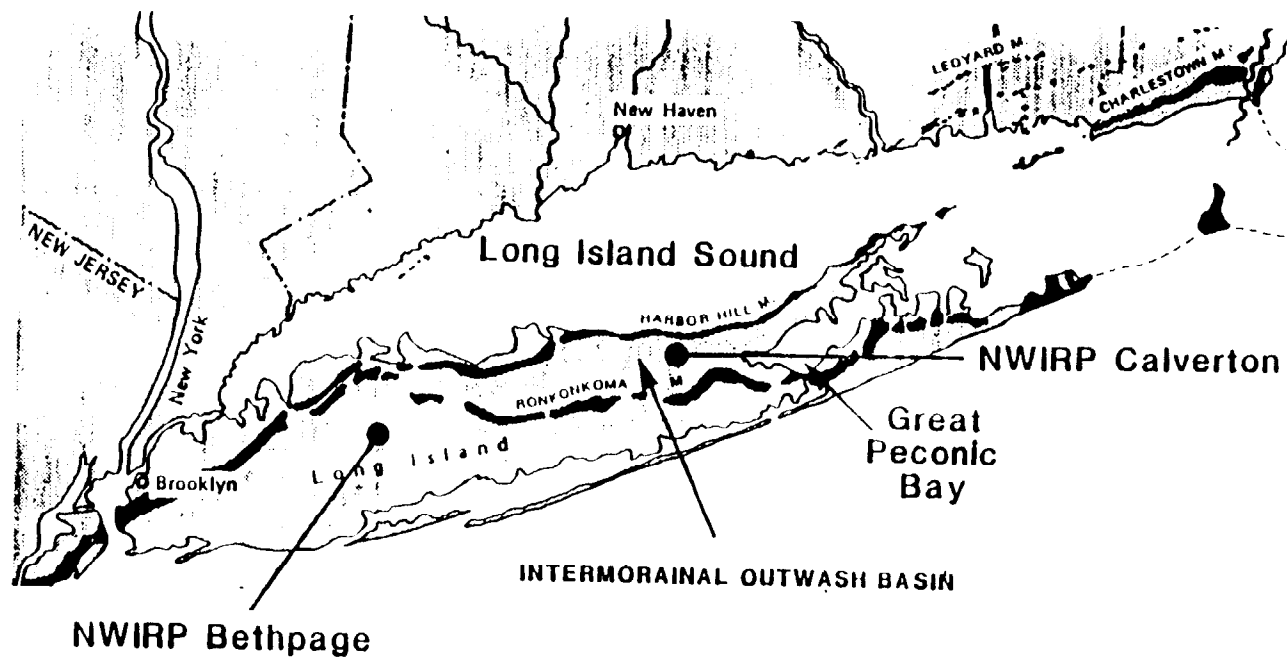 LEDYARD M
CHARLESTOWN M
New Haven
NEW JERSEY
New York
Long Island Sound
HARBOR HILL M.
NWIRP Calverton
RONKONKOMA M
Great
Peconic
Bay
Long Island
Brooklyn
INTERMORAINAL OUTWASH BASIN
NWIRP Bethpage